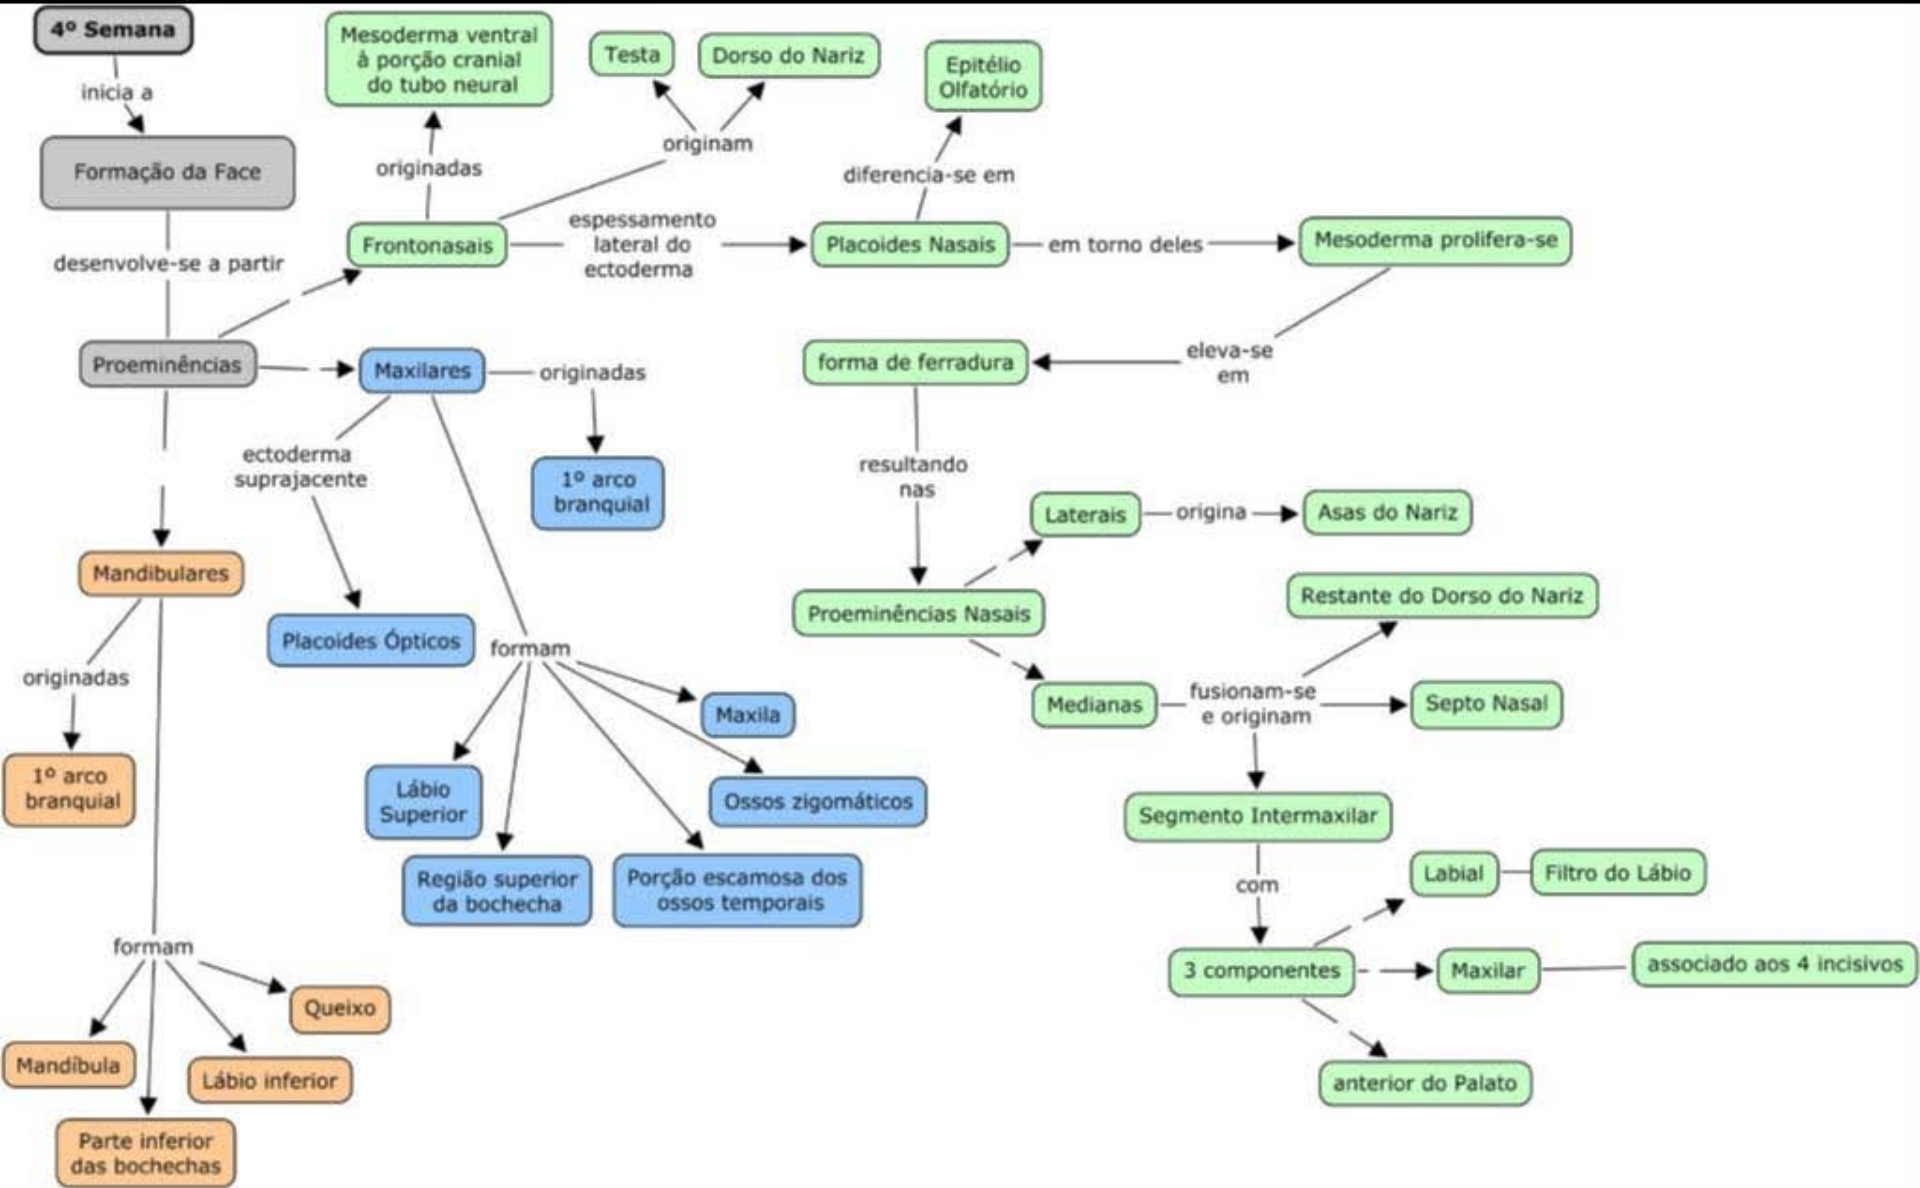 4º Semana
inicia a
Formação da Face
desenvolve-se a partir
Proeminências
Frontonasais
originadas
Mesoderma ventral
à porção cranial
do tubo neural
originam
Testa
Dorso do Nariz
espessamento
lateral do
ectoderma
Placoides Nasais
diferencia-se em
Epitélio
Olfatório
em torno deles
Mesoderma prolifera-se
eleva-se
em
forma de ferradura
resultando
nas
Proeminências Nasais
Laterais
origina
Asas do Nariz
Medianas
fusionam-se
e originam
Restante do Dorso do Nariz
Septo Nasal
Segmento Intermaxilar
com
3 componentes
Labial
Filtro do Lábio
Maxilar
associado aos 4 incisivos
anterior do Palato
Maxilares
originadas
1º arco
branquial
ectoderma
suprajacente
Placoides Ópticos
formam
Maxila
Ossos zigomáticos
Porção escamosa dos
ossos temporais
Região superior
da bochecha
Lábio
Superior
Mandibulares
originadas
1º arco
branquial
formam
Queixo
Lábio inferior
Mandíbula
Parte inferior
das bochechas